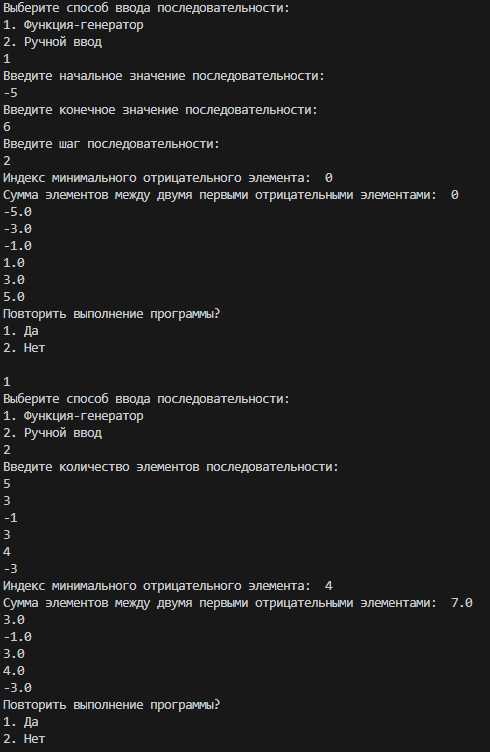 Выберите способ ввода последовательности:
1. Функция-генератор
2. Ручной ввод
1
Введите начальное значение последовательности:
-5
Введите конечное значение последовательности:
6
Введите шаг последовательности:
2
Индекс минимального отрицательного элемента:  0
Сумма элементов между двумя первыми отрицательными элементами:  0
-5.0
-3.0
-1.0
1.0
3.0
5.0
Повторить выполнение программы?
1. Да
2. Нет
1
Выберите способ ввода последовательности:
1. Функция-генератор
2. Ручной ввод
2
Введите количество элементов последовательности:
5
3
-1
3
4
-3
Индекс минимального отрицательного элемента:  4
Сумма элементов между двумя первыми отрицательными элементами:  7.0
3.0
-1.0
3.0
4.0
-3.0
Повторить выполнение программы?
1. Да
2. Нет